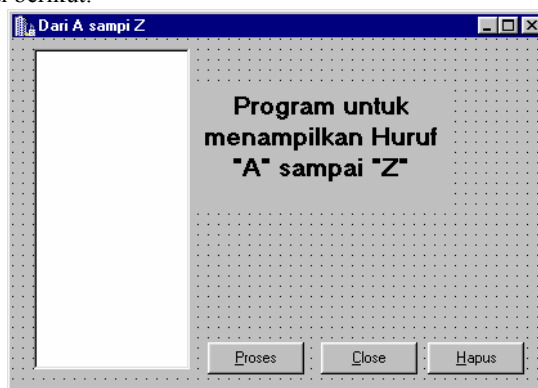 Dari A sampi Z
Program untuk
menampilkan Huruf
"A" sampai "Z"
Proses
Close
Hapus